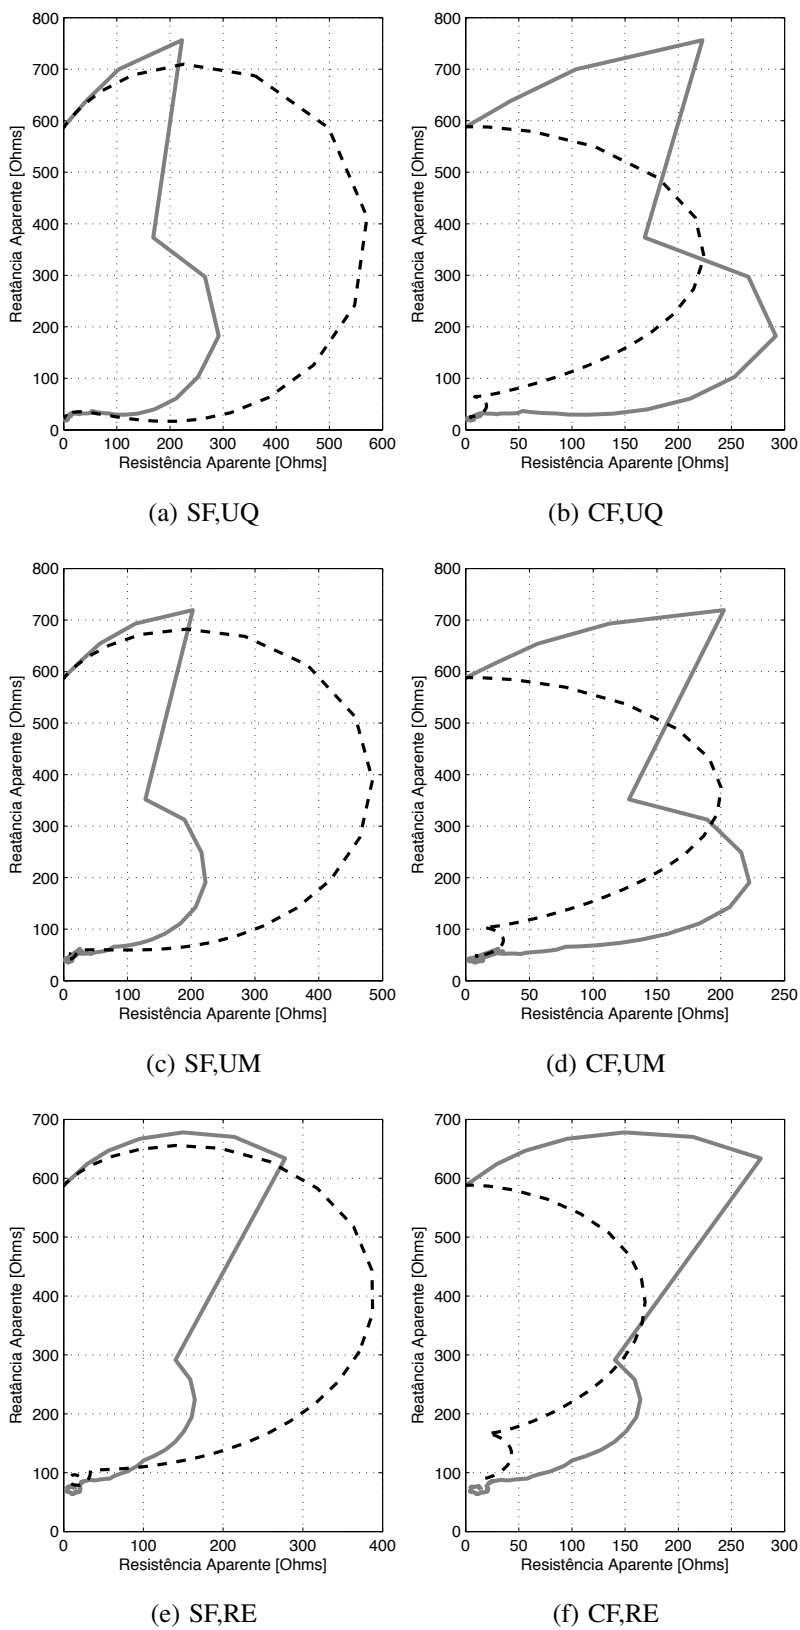 800
700
600
500
400
300
200
100
0
Reatância Aparente [Ohms]
0 100 200 300 400 500 600
Resistência Aparente [Ohms]
(a) SF,UQ
800
700
600
500
400
300
200
100
0
Reatância Aparente [Ohms]
0 50 100 150 200 250 300
Resistência Aparente [Ohms]
(b) CF,UQ
800
700
600
500
400
300
200
100
0
Reatância Aparente [Ohms]
0 100 200 300 400 500
Resistência Aparente [Ohms]
(c) SF,UM
800
700
600
500
400
300
200
100
0
Reatância Aparente [Ohms]
0 50 100 150 200 250
Resistência Aparente [Ohms]
(d) CF,UM
700
600
500
400
300
200
100
0
Reatância Aparente [Ohms]
0 100 200 300 400
Resistência Aparente [Ohms]
(e) SF,RE
700
600
500
400
300
200
100
0
Reatância Aparente [Ohms]
0 50 100 150 200 250 300
Resistência Aparente [Ohms]
(f) CF,RE